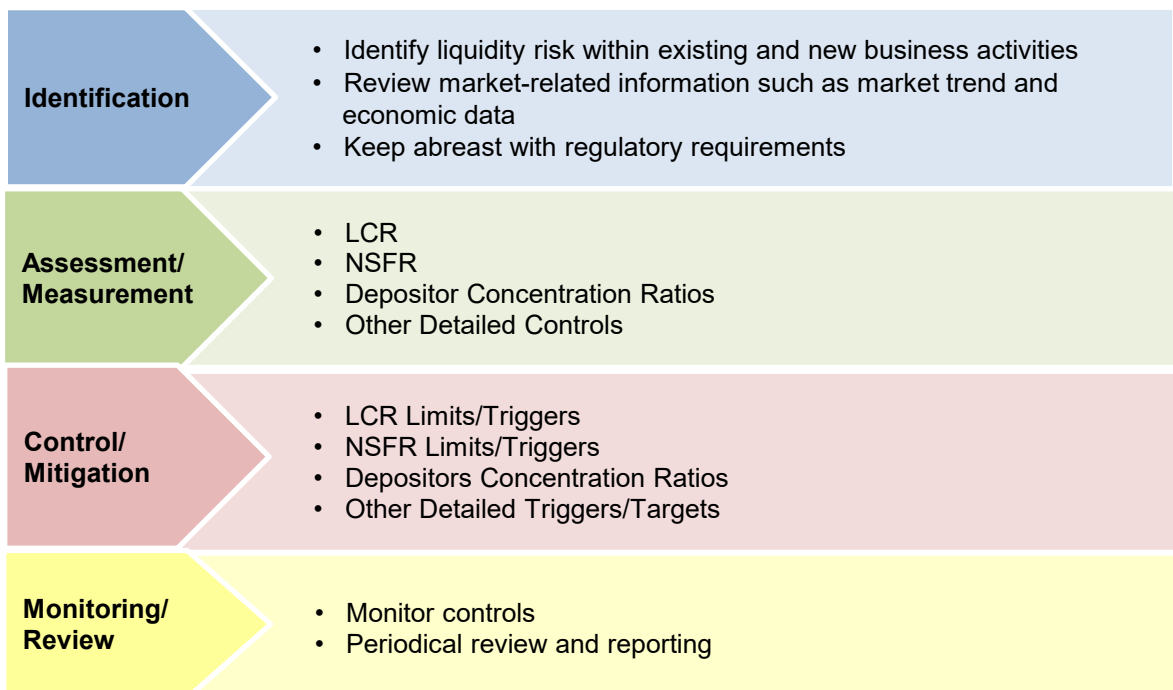 Identification
• Identify liquidity risk within existing and new business activities
• Review market-related information such as market trend and
economic data
• Keep abreast with regulatory requirements
Assessment/
Measurement
• LCR
• NSFR
• Depositor Concentration Ratios
• Other Detailed Controls
Control/
Mitigation
• LCR Limits/Triggers
• NSFR Limits/Triggers
• Depositors Concentration Ratios
• Other Detailed Triggers/Targets
Monitoring/
Review
• Monitor controls
• Periodical review and reporting